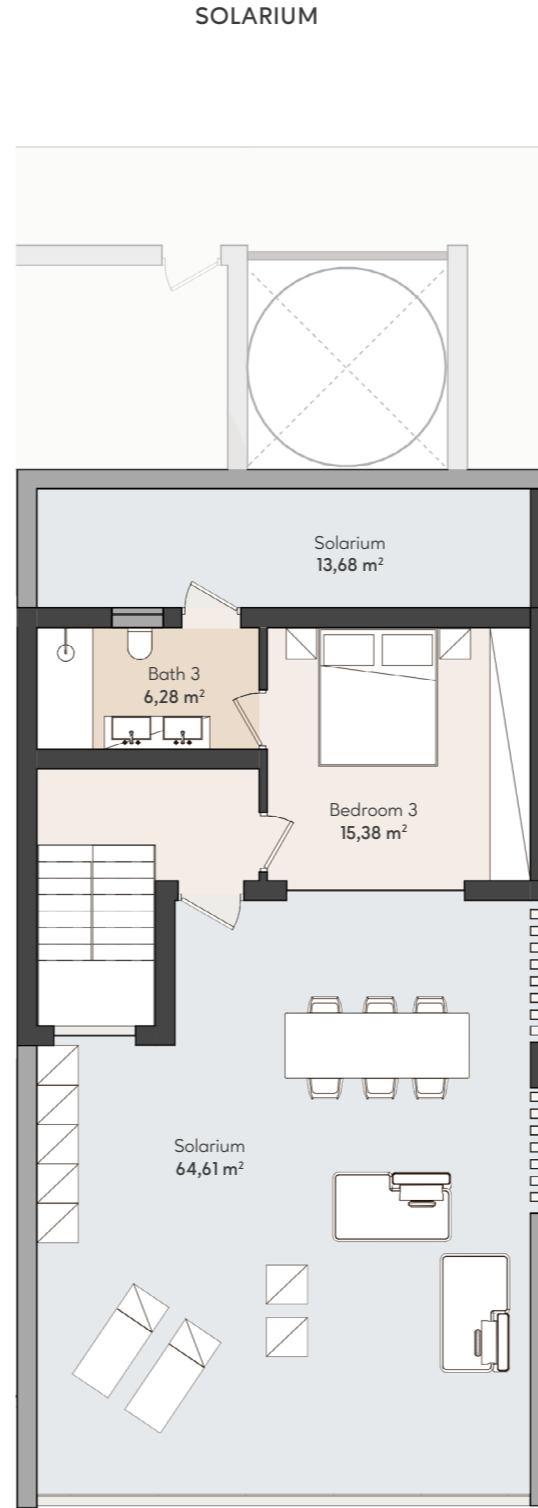 SOLARIUM
Solarium
13,68 m²
Bath 3
6,28 m²
Bedroom 3
15,38 m²
Solarium
64,61 m²